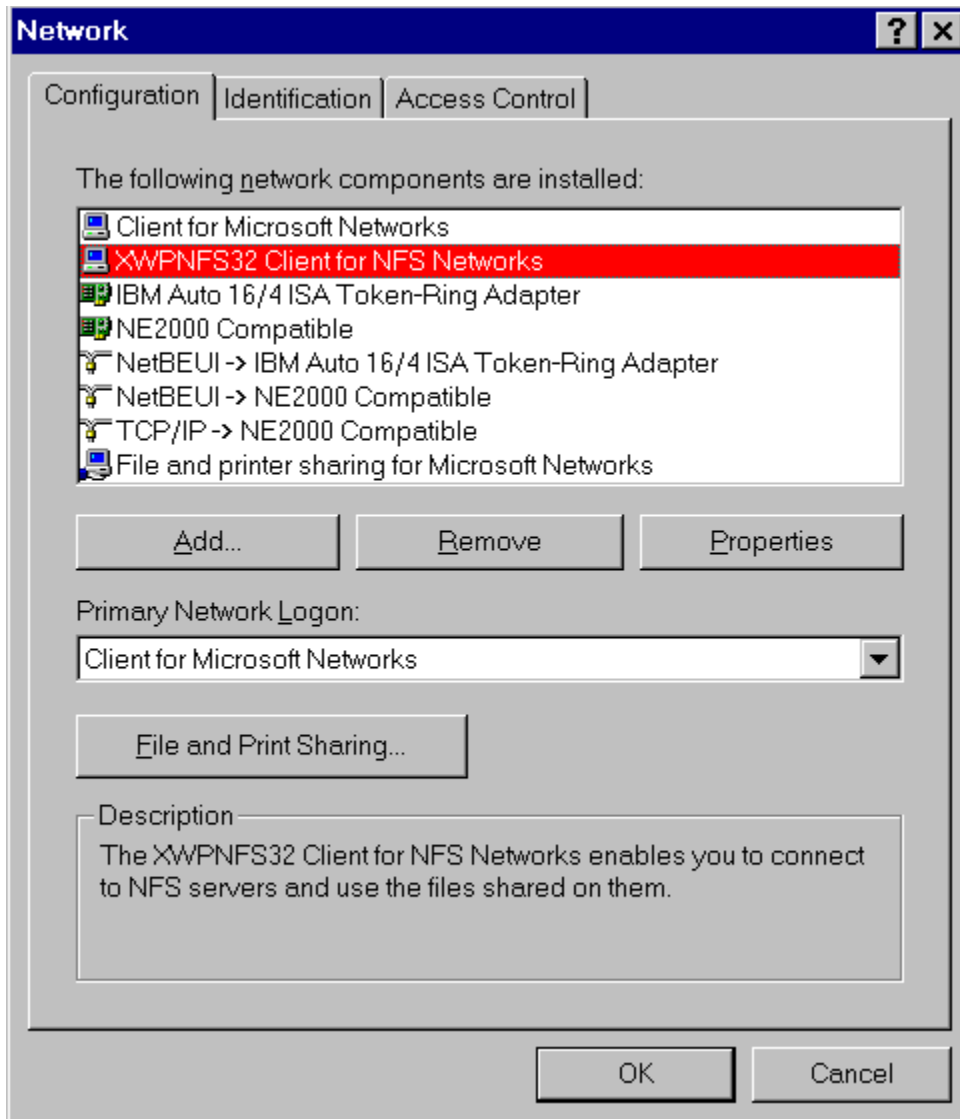 Network
Configuration
Identification
Access Control
The following network components are installed:
Client for Microsoft Networks
XWPNFS32 Client for NFS Networks
IBM Auto 16/4 ISA Token-Ring Adapter
NE2000 Compatible
NetBEUI -> IBM Auto 16/4 ISA Token-Ring Adapter
NetBEUI -> NE2000 Compatible
TCP/IP -> NE2000 Compatible
File and printer sharing for Microsoft Networks
Add...
Remove
Properties
Primary Network Logon:
Client for Microsoft Networks
File and Print Sharing...
Description
The XWPNFS32 Client for NFS Networks enables you to connect
to NFS servers and use the files shared on them.
OK
Cancel